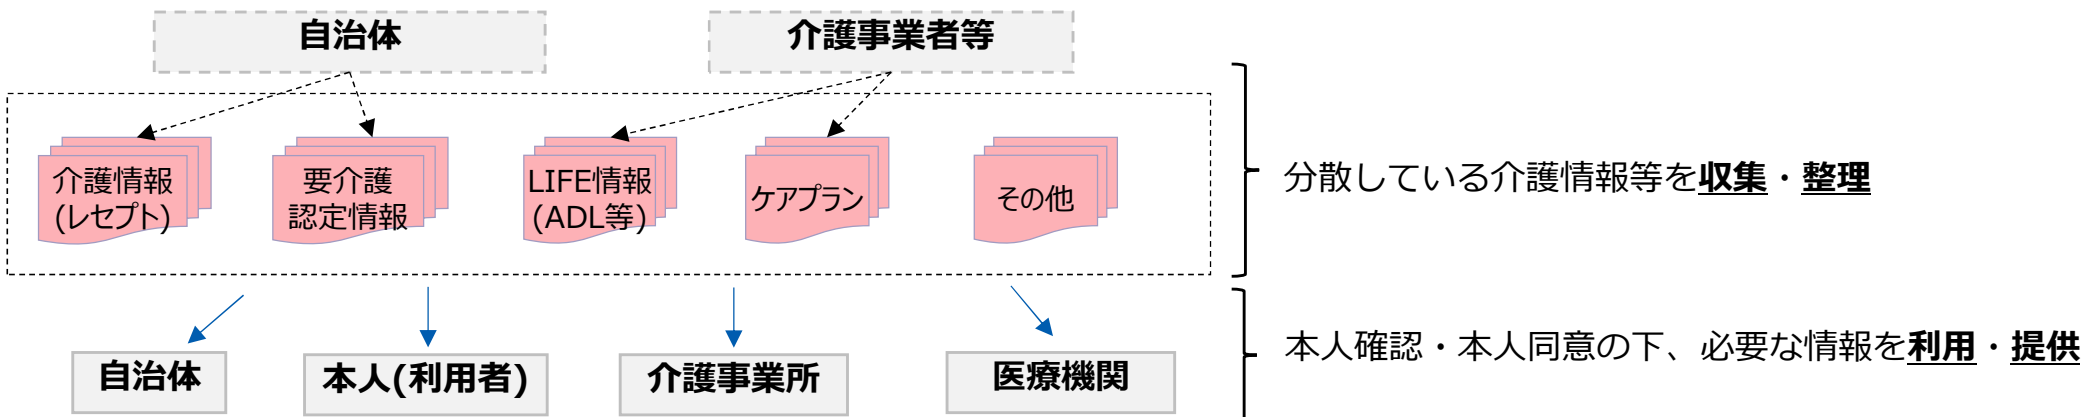 自治体
介護事業者等
介護情報
(レセプト)
要介護
認定情報
LIFE情報
(ADL等)
ケアプラン
その他
分散している介護情報等を収集・整理
自治体
本人(利用者)
介護事業所
医療機関
本人確認・本人同意の下、必要な情報を利用・提供